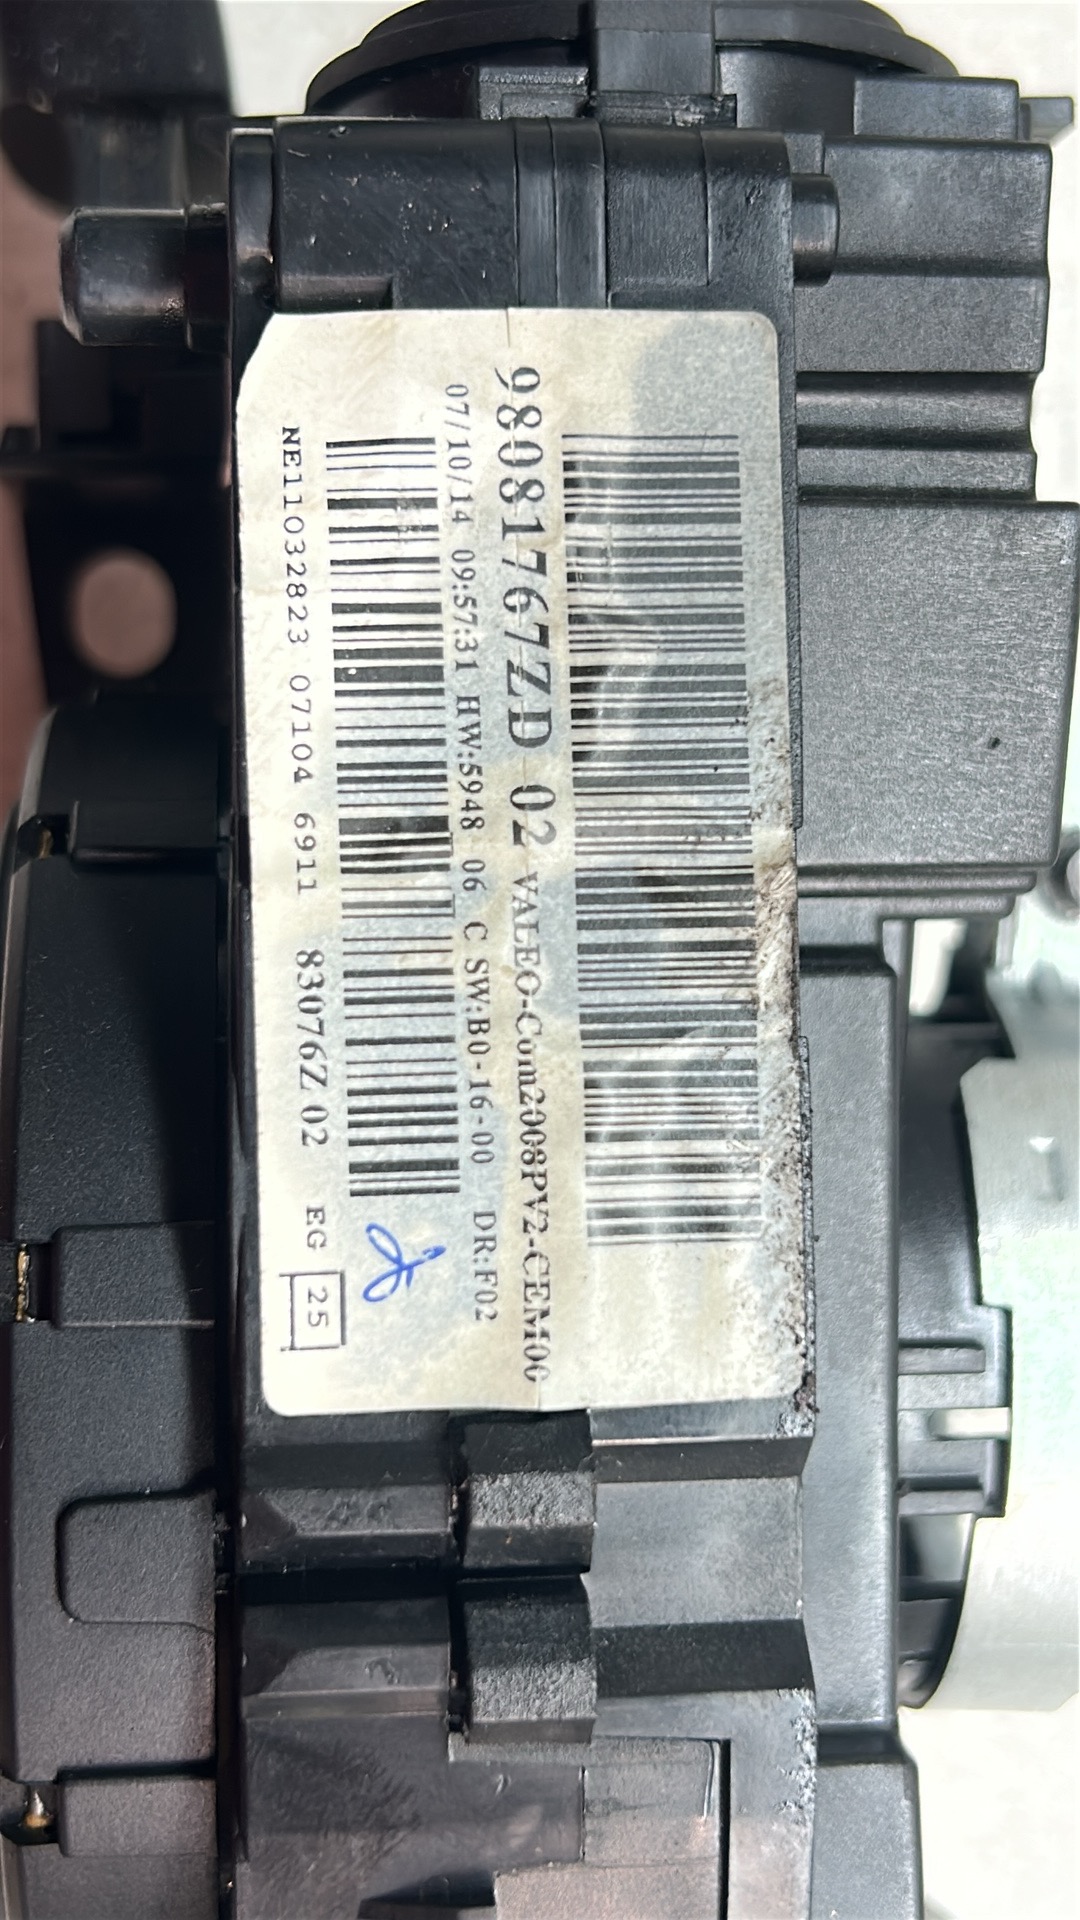 98081767ZD 02 VALEO-Com2008PV2-CEM00
07/10/14 09:57:31 HW:5948 06 C SW:B0-16-00 DR:F02
NE11032823 07104 6911 83076Z 02 EG 25